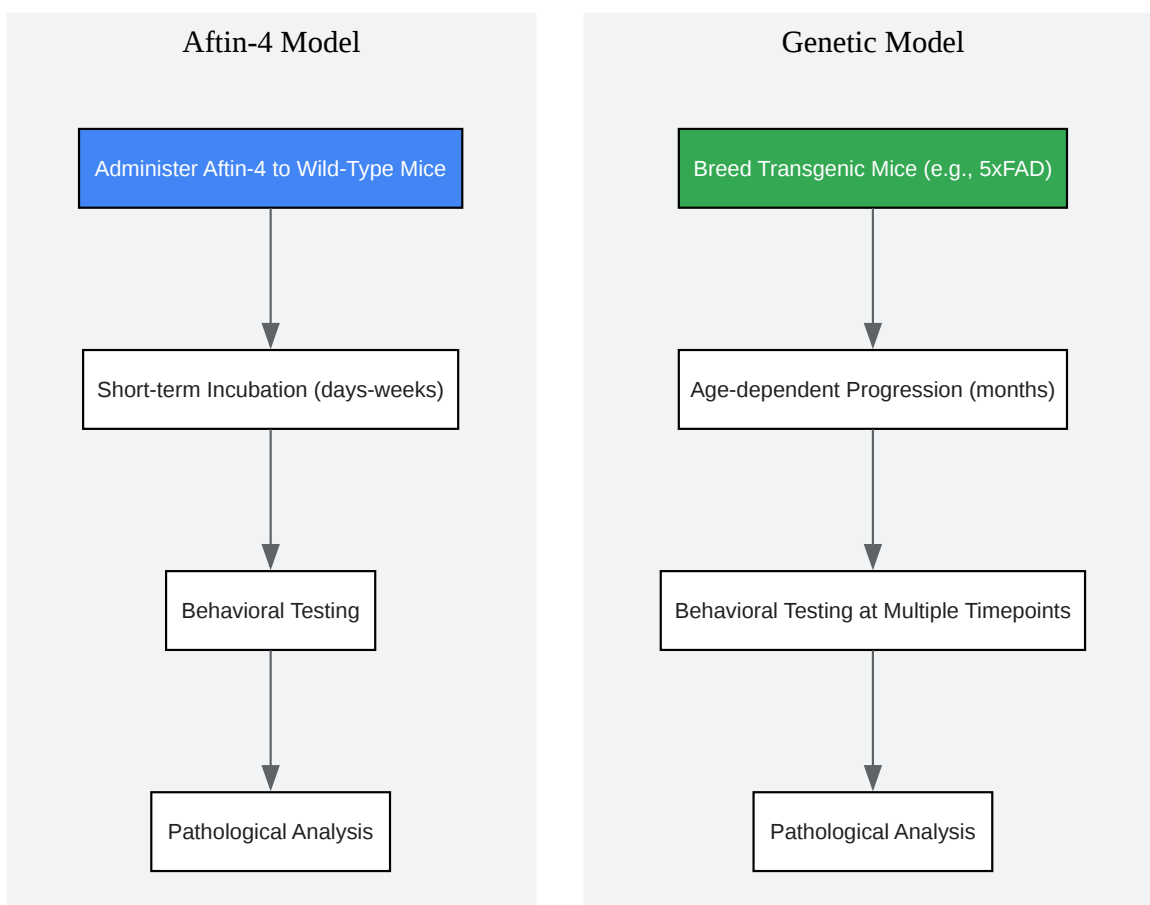 Aftin-4 Model
Administer Aftin-4 to Wild-Type Mice
Short-term Incubation (days-weeks)
Behavioral Testing
Pathological Analysis
Genetic Model
Breed Transgenic Mice (e.g., 5xFAD)
Age-dependent Progression (months)
Behavioral Testing at Multiple Timepoints
Pathological Analysis